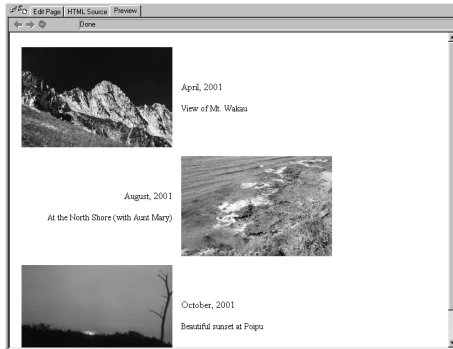 Edit Page HTML Source Preview
Done
April, 2001
View of Mt. Wakau
August, 2001
At the North Shore (with Aunt Mary)
October, 2001
Beautiful sunset at Poipu